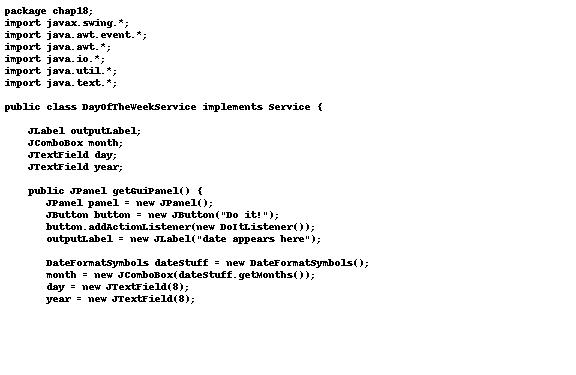 package chap18;
import javax.swing.*;
import java.awt.event.*;
import java.awt.*;
import java.io.*;
import java.util.*;
import java.text.*;

public class DayOfTheWeekService implements Service {

    JLabel outputLabel;
    JComboBox month;
    JTextField day;
    JTextField year;

    public JPanel getGuiPanel() {
       JPanel panel = new JPanel();
       JButton button = new JButton("Do it!");
       button.addActionListener(new DoItListener());
       outputLabel = new JLabel("date appears here");

       DateFormatSymbols dateStuff = new DateFormatSymbols();
       month = new JComboBox(dateStuff.getMonths());
       day = new JTextField(8);
       year = new JTextField(8);